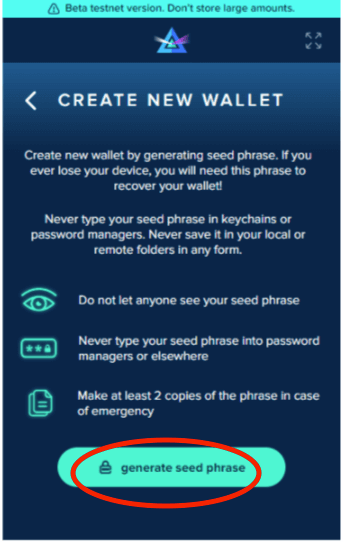 Beta testnet version. Don't store large amounts.
CREATE NEW WALLET
Create new wallet by generating seed phrase. If you
ever lose your device, you will need this phrase to
recover your wallet!
Never type your seed phrase in keychains or
password managers. Never save it in your local or
remote folders in any form.
Do not let anyone see your seed phrase
Never type your seed phrase into password
managers or elsewhere
Make at least 2 copies of the phrase in case
of emergency
generate seed phrase